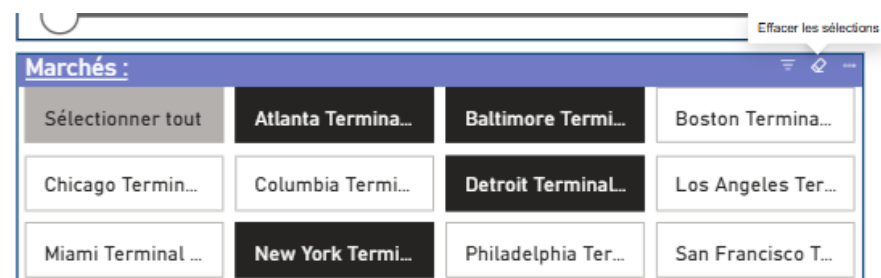 Effacer les sélections
Marchés :
Sélectionner tout
Atlanta Termina...
Baltimore Termi...
Boston Termina...
Chicago Termin...
Columbia Termi...
Detroit Terminal...
Los Angeles Ter...
Miami Terminal ...
New York Termi...
Philadelphia Ter...
San Francisco T...